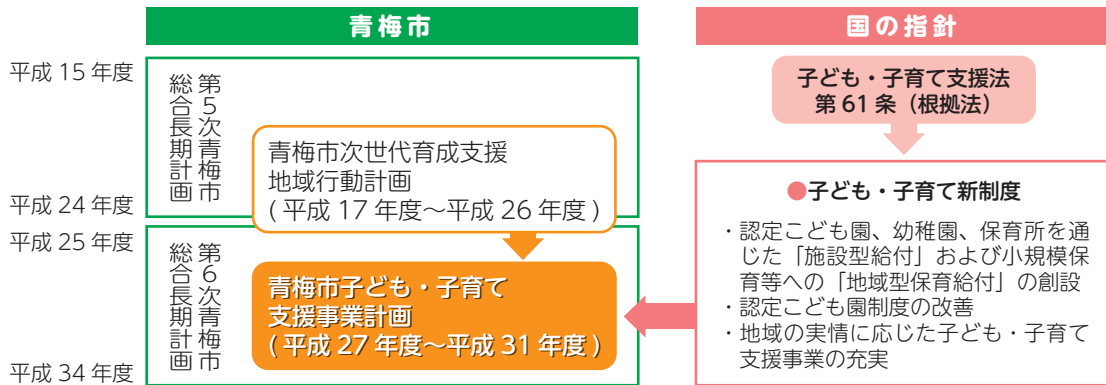 青梅市
平成 15 年度
平成 24 年度
第5次青梅市
総合長期計画
青梅市次世代育成支援
地域行動計画
( 平成 17 年度～平成 26 年度 )
平成 25 年度
平成 34 年度
第6次青梅市
総合長期計画
青梅市子ども・子育て
支援事業計画
( 平成 27 年度～平成 31 年度 )
国の指針
子ども・子育て支援法
第 61 条（根拠法）
●子ども・子育て新制度
・認定こども園、幼稚園、保育所を通
じた「施設型給付」および小規模保
育等への「地域型保育給付」の創設
・認定こども園制度の改善
・地域の実情に応じた子ども・子育て
支援事業の充実